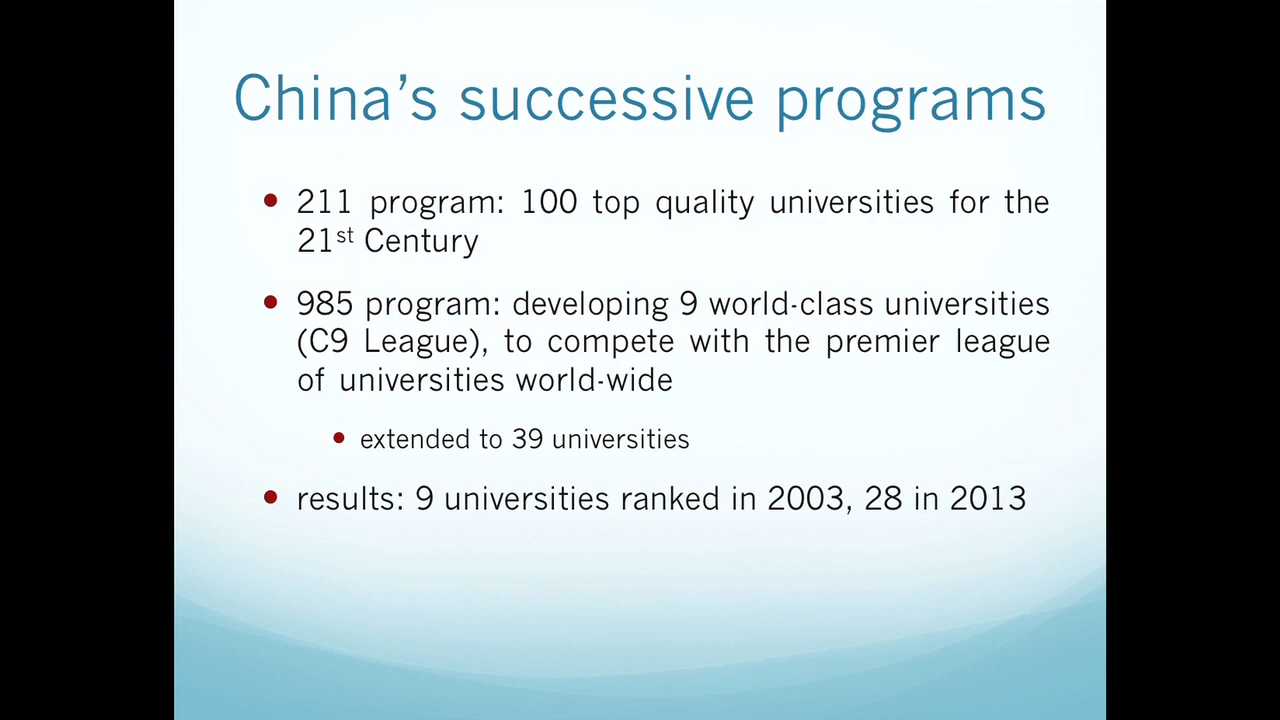 China’s successive programs
211 program: 100 top quality universities for the
21st Century
985 program: developing 9 world-class universities
(C9 League), to compete with the premier league
of universities world-wide
extended to 39 universities
results: 9 universities ranked in 2003, 28 in 2013